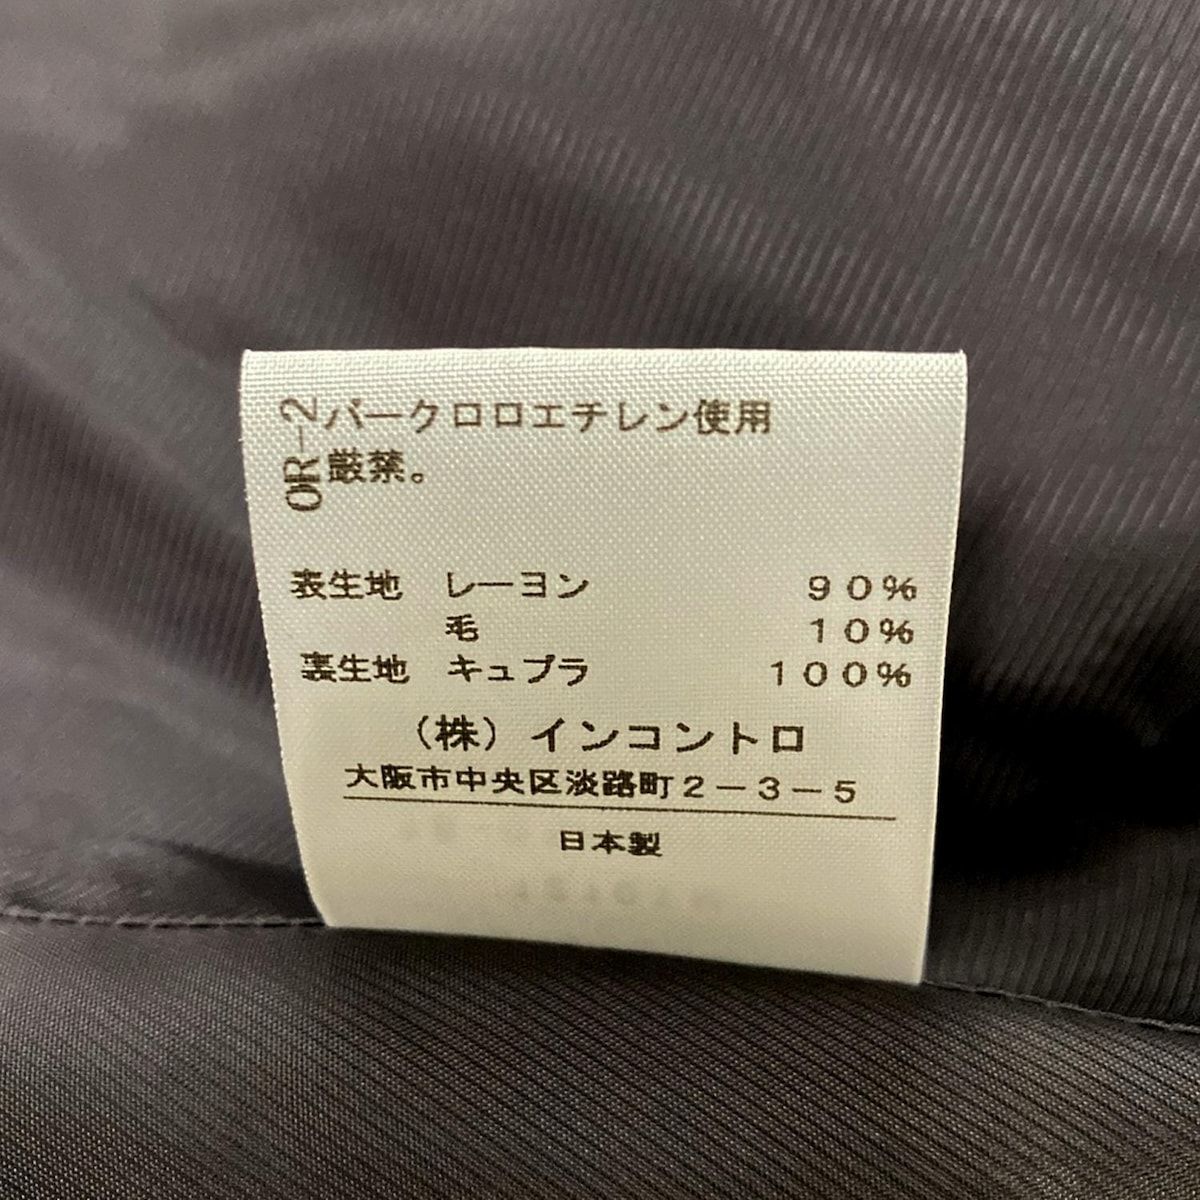 パークロロエチレン使用
厳禁。
OR-2
表生地 レーヨン 90%
毛 10%
裏生地 キュプラ 100%
(株)インコントロ
大阪市中央区淡路町2-3-5
日本製